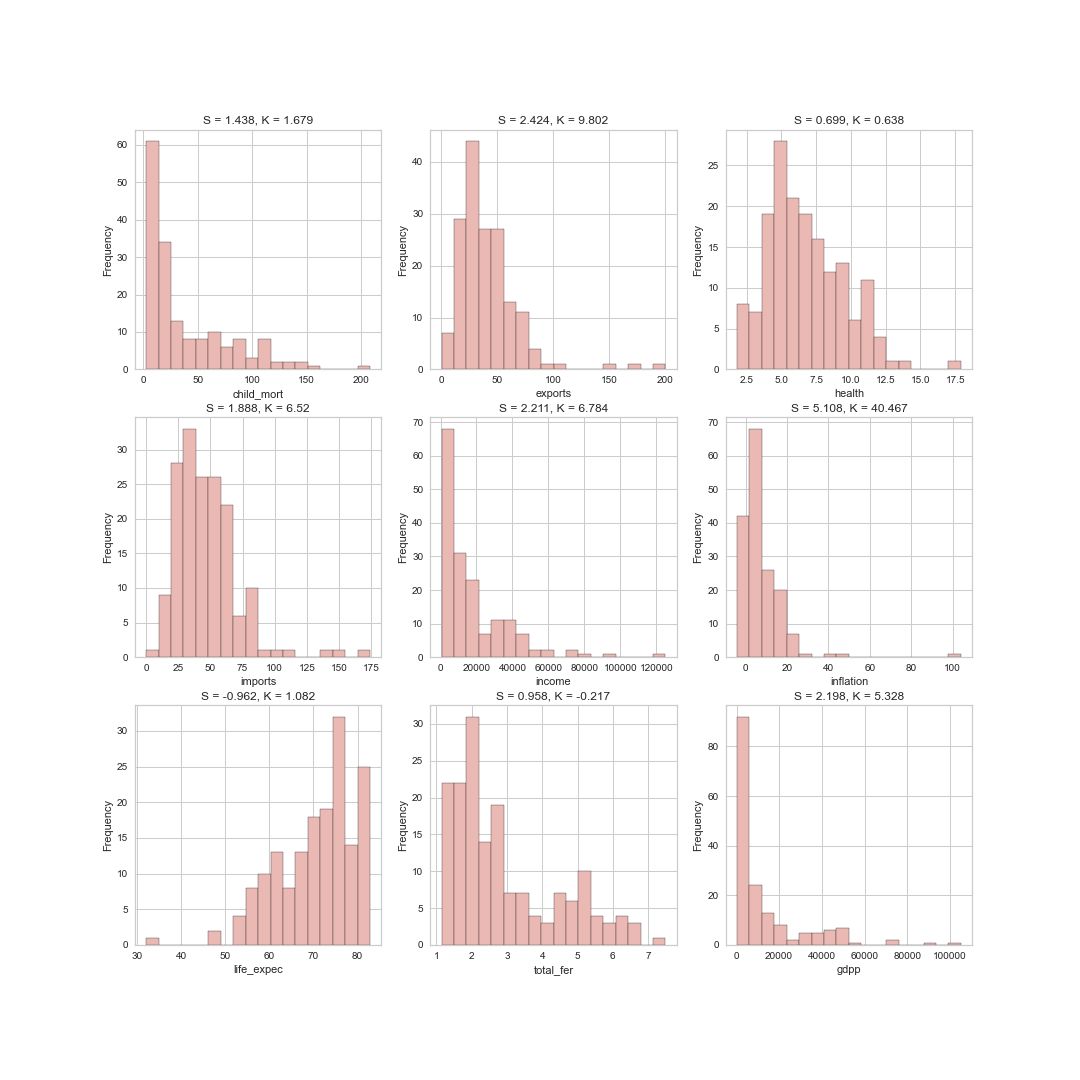 S = 1.438, K = 1.679
S = 2.424, K = 9.802
S = 0.699, K = 0.638
Frequency
60
50
40
30
20
10
0
0 50 100 150 200
child_mort
Frequency
40
30
20
10
0
0 50 100 150 200
exports
Frequency
25
20
15
10
5
0
2.5 5.0 7.5 10.0 12.5 15.0 17.5
health
S = 1.888, K = 6.52
S = 2.211, K = 6.784
S = 5.108, K = 40.467
Frequency
30
25
20
15
10
5
0
0 25 50 75 100 125 150 175
imports
Frequency
70
60
50
40
30
20
10
0
0 20000 40000 60000 80000 100000 120000
income
Frequency
70
60
50
40
30
20
10
0
0 20 40 60 80 100
inflation
S = -0.962, K = 1.082
S = 0.958, K = -0.217
S = 2.198, K = 5.328
Frequency
30
25
20
15
10
5
0
30 40 50 60 70 80
life_expec
Frequency
30
25
20
15
10
5
0
1 2 3 4 5 6 7
total_fer
Frequency
80
60
40
20
0
0 20000 40000 60000 80000 100000
gdpp